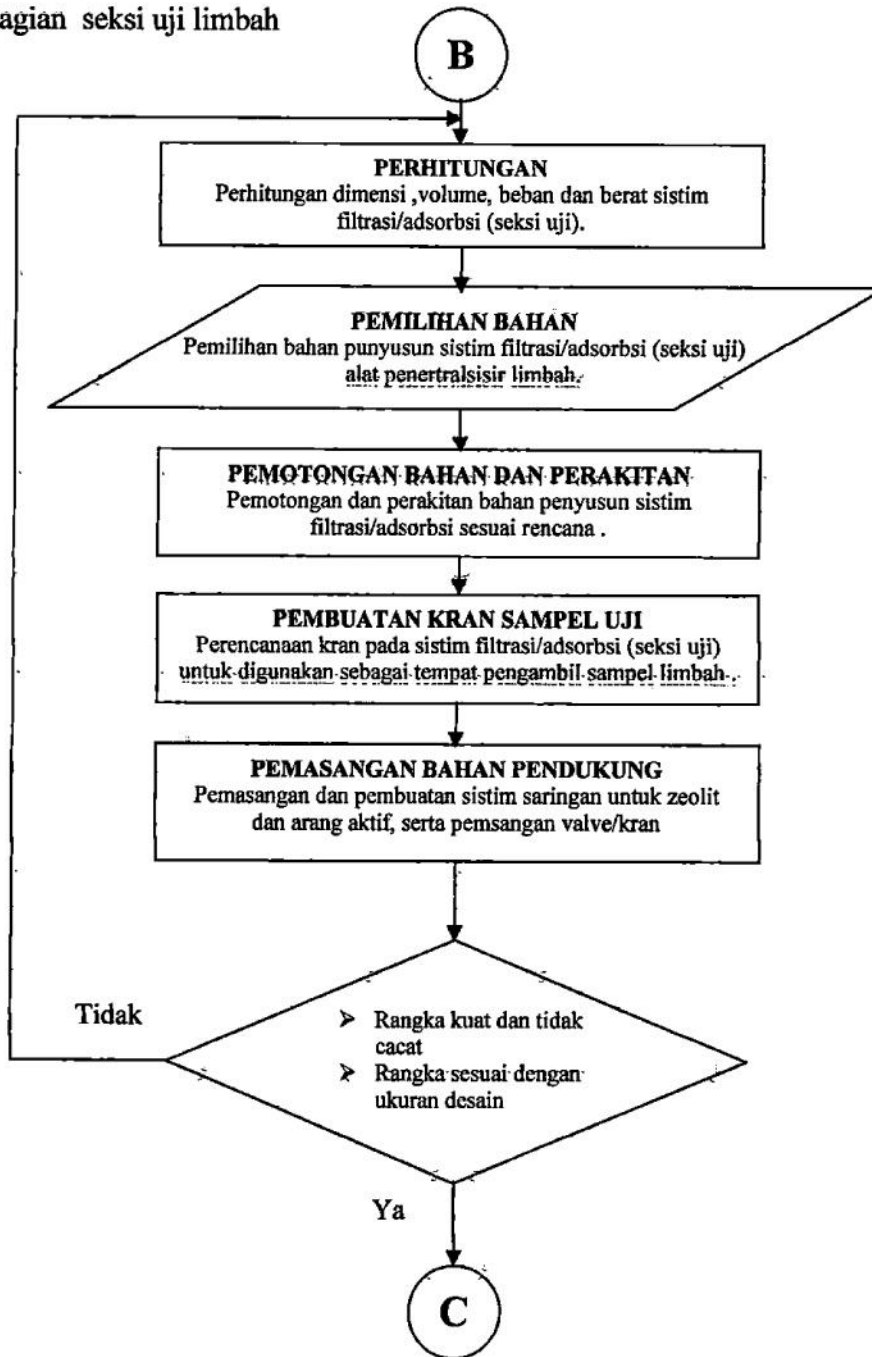 agian seksi uji limbah
B
PERHITUNGAN
Perhitungan dimensi ,volume, beban dan berat sistim
filtrasi/adsorbsi (seksi uji).
PEMILIHAN BAHAN
Pemilihan bahan punyusun sistim filtrasi/adsorbsi (seksi uji)
alat penertralsisir limbah.
PEMOTONGAN BAHAN DAN PERAKITAN
Pemotongan dan perakitan bahan penyusun sistim
filtrasi/adsorbsi sesuai rencana .
PEMBUATAN KRAN SAMPEL UJI
Perencanaan kran pada sistim filtrasi/adsorbsi (seksi uji)
untuk digunakan sebagai tempat pengambil sampel limbah .
PEMASANGAN BAHAN PENDUKUNG
Pemasangan dan pembuatan sistim saringan untuk zeolit
dan arang aktif, serta pemsangan valve/kran
Tidak
➢ Rangka kuat dan tidak
cacat
➢ Rangka sesuai dengan
ukuran desain
Ya
C